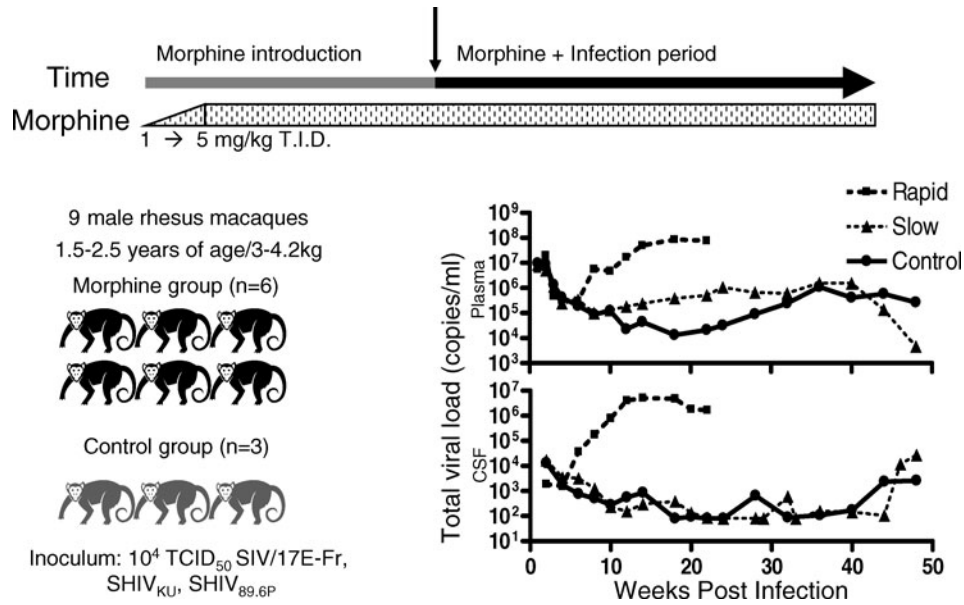 Morphine introduction
Morphine + Infection period
Time
Morphine
1 → 5 mg/kg T.I.D.
9 male rhesus macaques
1.5-2.5 years of age/3-4.2kg
Morphine group (n=6)
Control group (n=3)
Inoculum: 10⁴ TCID₅₀ SIV/17E-Fr,
SHIV_KU, SHIV₈₉.₆P
Rapid
Slow
Control
Total viral load (copies/ml)
Plasma
10⁹
10⁸
10⁷
10⁶
10⁵
10⁴
10³
CSF
10⁷
10⁶
10⁵
10⁴
10³
10²
10¹
0 10 20 30 40 50
Weeks Post Infection